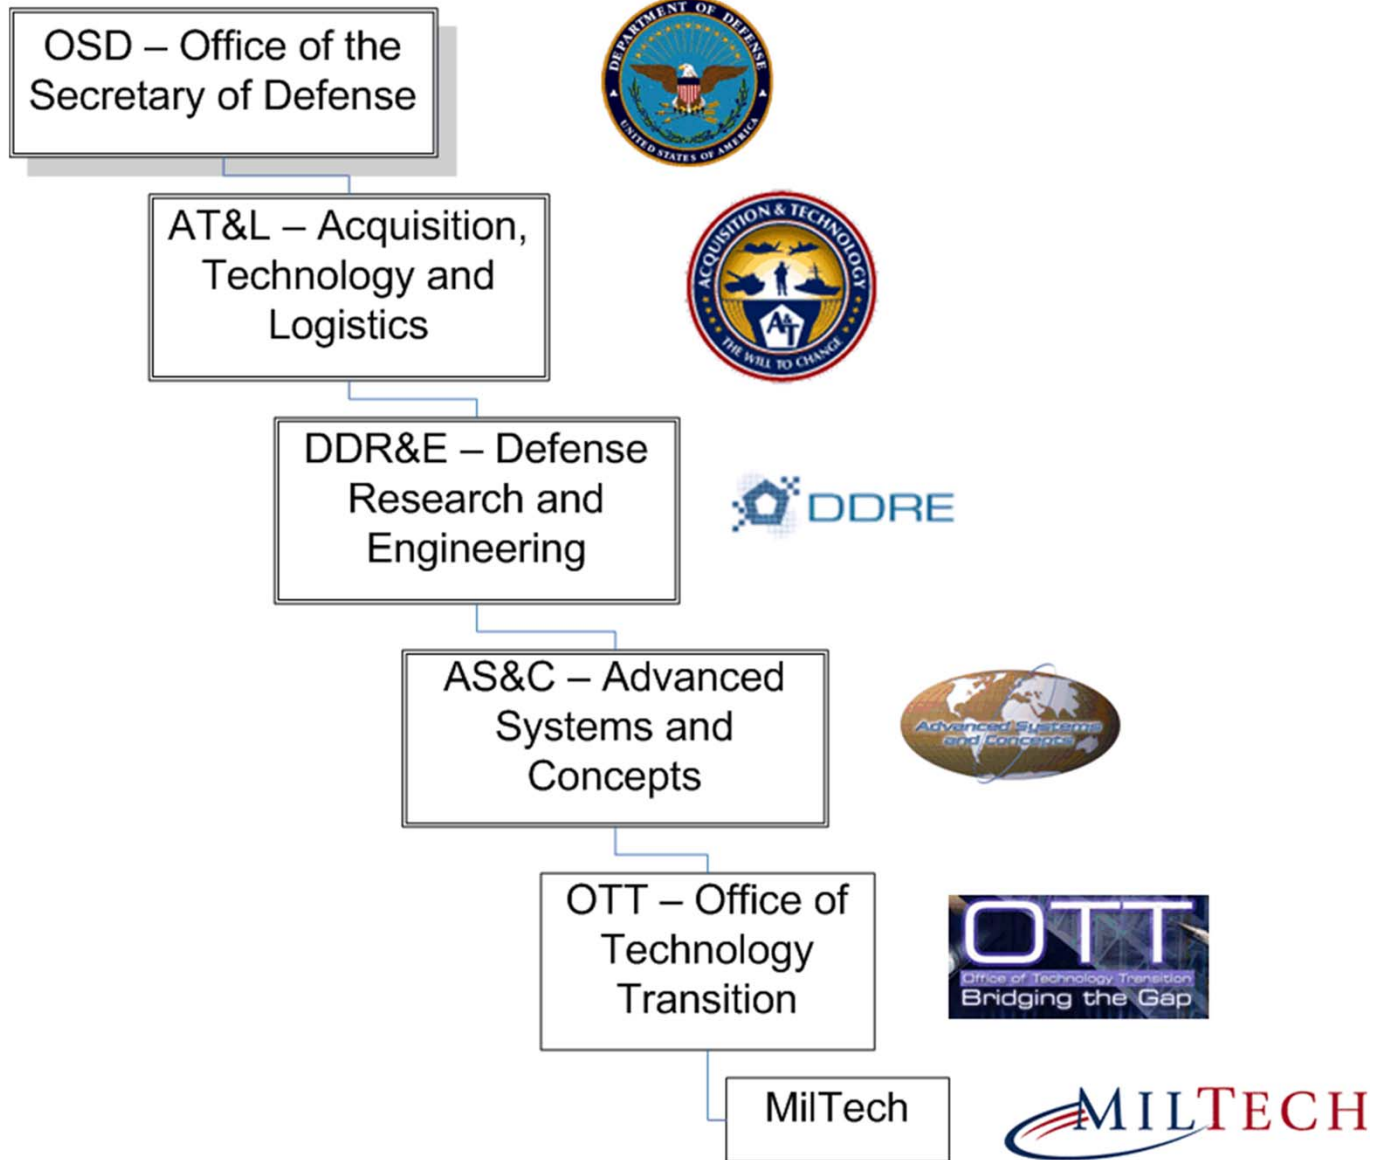 OSD – Office of the
Secretary of Defense
DEPARTMENT OF DEFENSE
UNITED STATES OF AMERICA
AT&L – Acquisition,
Technology and
Logistics
ACQUISITION & TECHNOLOGY
A&T
THE WILL TO CHANGE
DDR&E – Defense
Research and
Engineering
DDRE
AS&C – Advanced
Systems and
Concepts
Advanced Systems
and Concepts
OTT – Office of
Technology
Transition
OTT
Office of Technology Transition
Bridging the Gap
MilTech
MILTECH